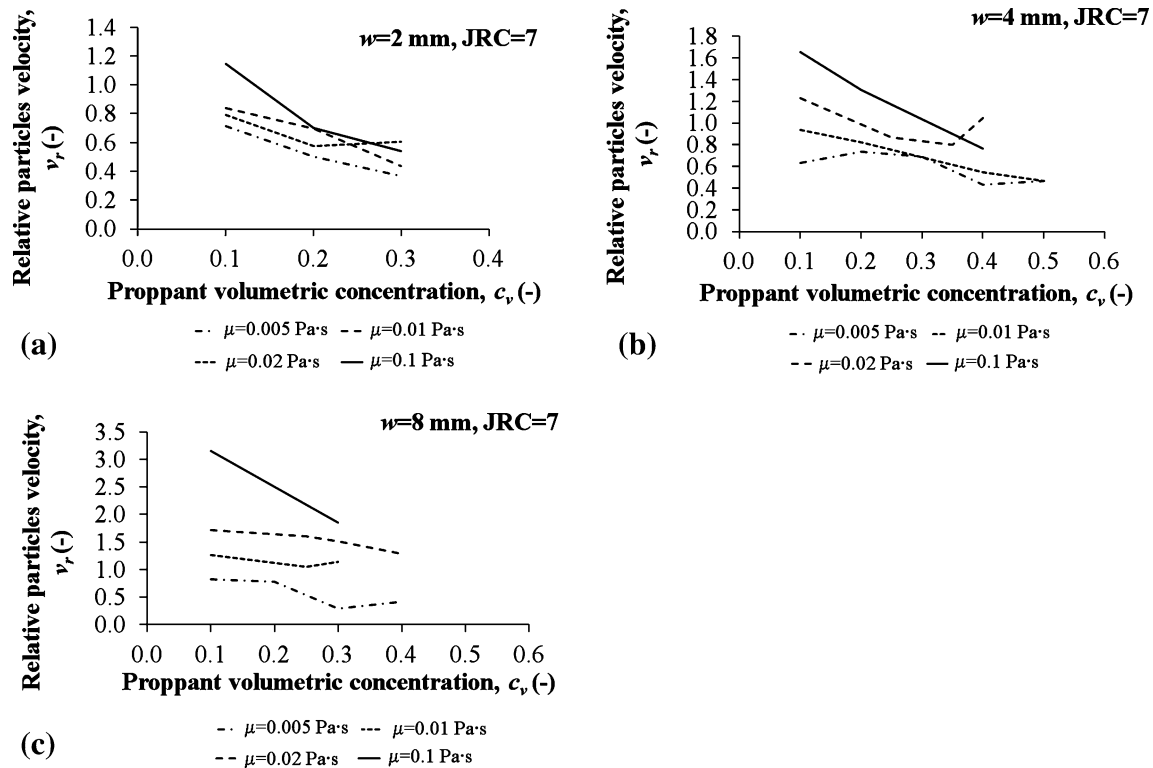 w=2 mm, JRC=7
Relative particles velocity,
v_r (-)
1.4
1.2
1.0
0.8
0.6
0.4
0.2
0.0
0.0 0.1 0.2 0.3 0.4
Proppant volumetric concentration, c_v (-)
μ=0.005 Pa·s μ=0.01 Pa·s
μ=0.02 Pa·s μ=0.1 Pa·s
(a)
w=4 mm, JRC=7
Relative particles velocity,
v_r (-)
1.8
1.6
1.4
1.2
1.0
0.8
0.6
0.4
0.2
0.0
0.0 0.1 0.2 0.3 0.4 0.5 0.6
Proppant volumetric concentration, c_v (-)
μ=0.005 Pa·s μ=0.01 Pa·s
μ=0.02 Pa·s μ=0.1 Pa·s
(b)
w=8 mm, JRC=7
Relative particles velocity,
v_r (-)
3.5
3.0
2.5
2.0
1.5
1.0
0.5
0.0
0.0 0.1 0.2 0.3 0.4 0.5 0.6
Proppant volumetric concentration, c_v (-)
μ=0.005 Pa·s μ=0.01 Pa·s
μ=0.02 Pa·s μ=0.1 Pa·s
(c)